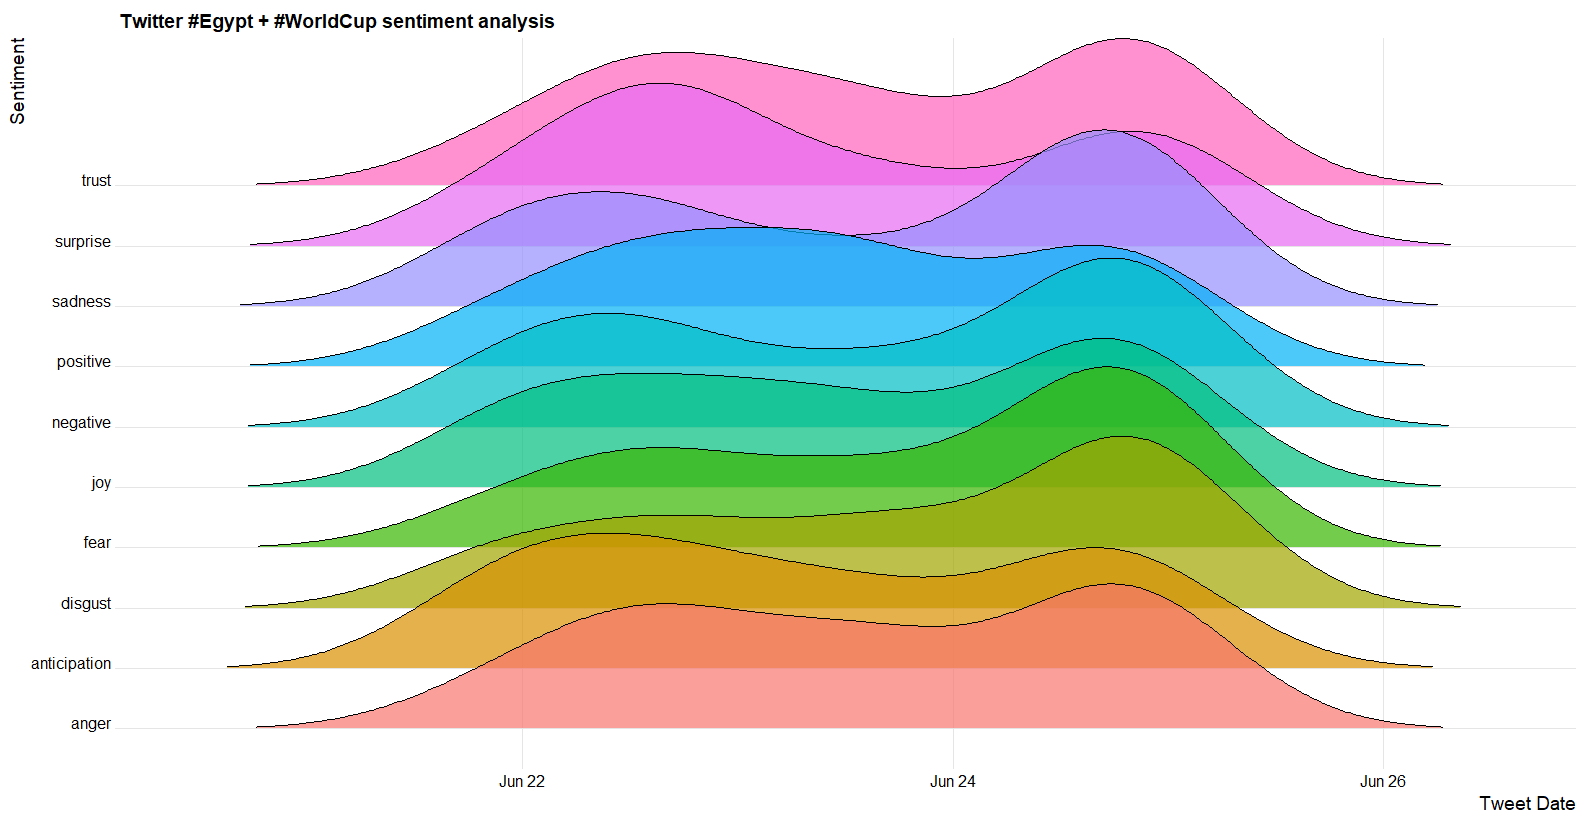 Twitter #Egypt + #WorldCup sentiment analysis
Sentiment
trust
surprise
sadness
positive
negative
joy
fear
disgust
anticipation
anger
Jun 22
Jun 24
Jun 26
Tweet Date